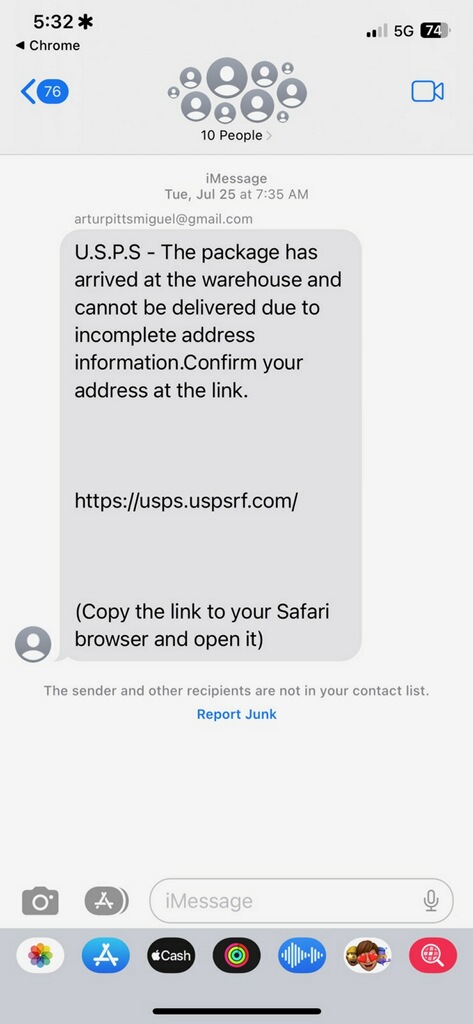 5:32 ✱
5G 74
◀ Chrome
76
10 People >
iMessage
Tue, Jul 25 at 7:35 AM
arturpittsmiguel@gmail.com
U.S.P.S - The package has
arrived at the warehouse and
cannot be delivered due to
incomplete address
information.Confirm your
address at the link.
https://usps.uspsrf.com/
(Copy the link to your Safari
browser and open it)
The sender and other recipients are not in your contact list.
Report Junk
iMessage
Cash